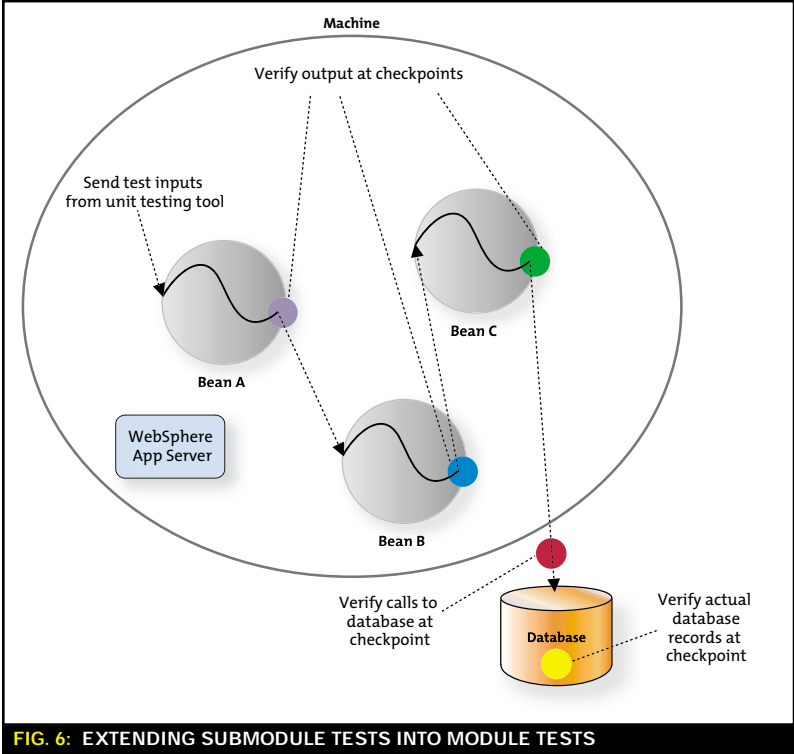 Machine
Verify output at checkpoints
Send test inputs
from unit testing tool
Bean C
Bean A
WebSphere
App Server
Bean B
Verify calls to
database at
checkpoint
Database
Verify actual
database
records at
checkpoint
FIG. 6: EXTENDING SUBMODULE TESTS INTO MODULE TESTS